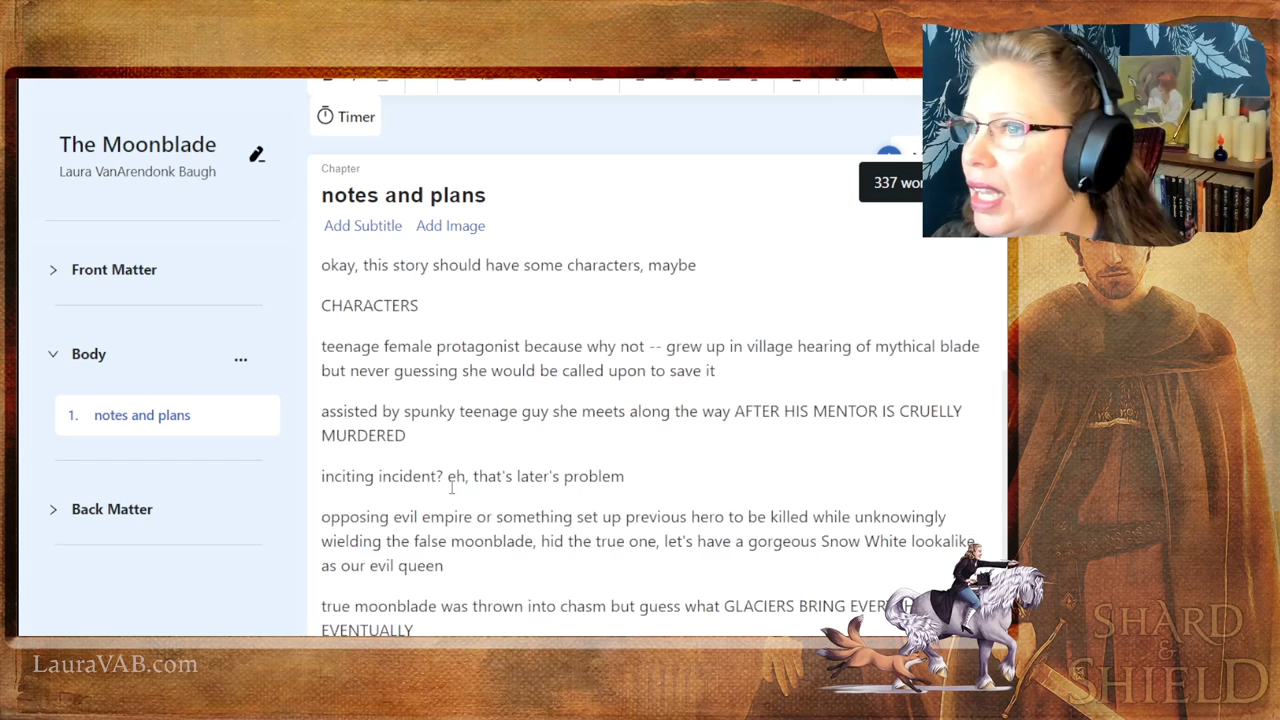 Timer
The Moonblade
Laura VanArendonk Baugh
Chapter
notes and plans
337
Add Subtitle Add Image
okay, this story should have some characters, maybe
Front Matter
CHARACTERS
teenage female protagonist because why not -- grew up in village hearing of mythical blade
but never guessing she would be called upon to save it
Body
...
1. notes and plans
assisted by spunky teenage guy she meets along the way AFTER HIS MENTOR IS CRUELLY
MURDERED
inciting incident? eh, that's later's problem
Back Matter
opposing evil empire or something set up previous hero to be killed while unknowingly
wielding the false moonblade, hid the true one, let's have a gorgeous Snow White lookalike
as our evil queen
true moonblade was thrown into chasm but guess what GLACIERS BRING
EVENTUALLY
LauraVAB.com
SHARD
&
SHIELD